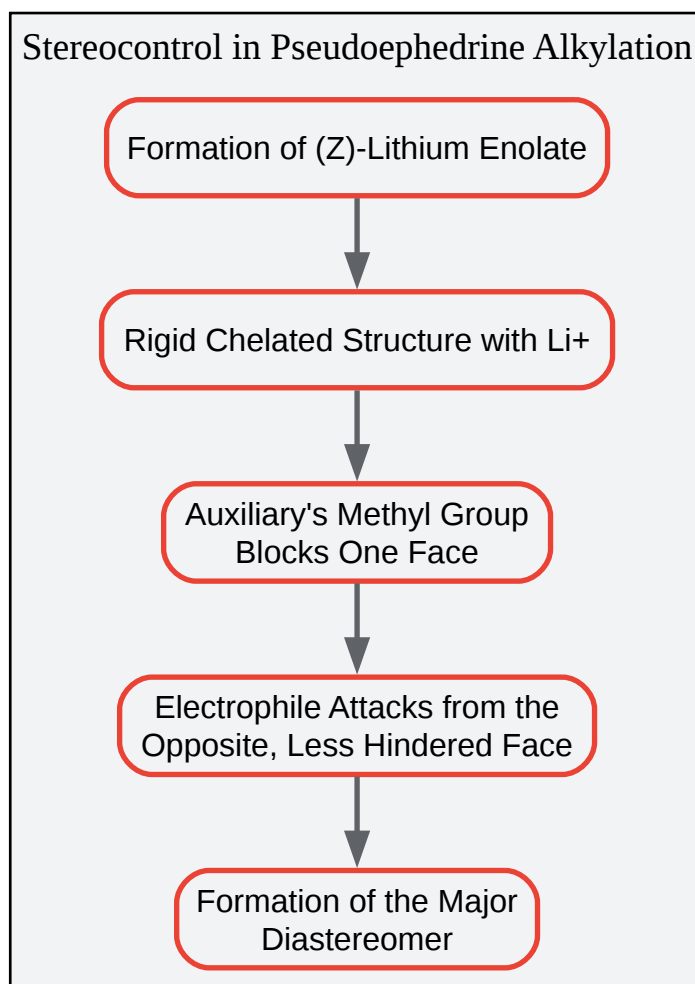 Stereocontrol in Pseudoephedrine Alkylation
Formation of (Z)-Lithium Enolate
Rigid Chelated Structure with Li+
Auxiliary's Methyl Group
Blocks One Face
Electrophile Attacks from the
Opposite, Less Hindered Face
Formation of the Major
Diastereomer